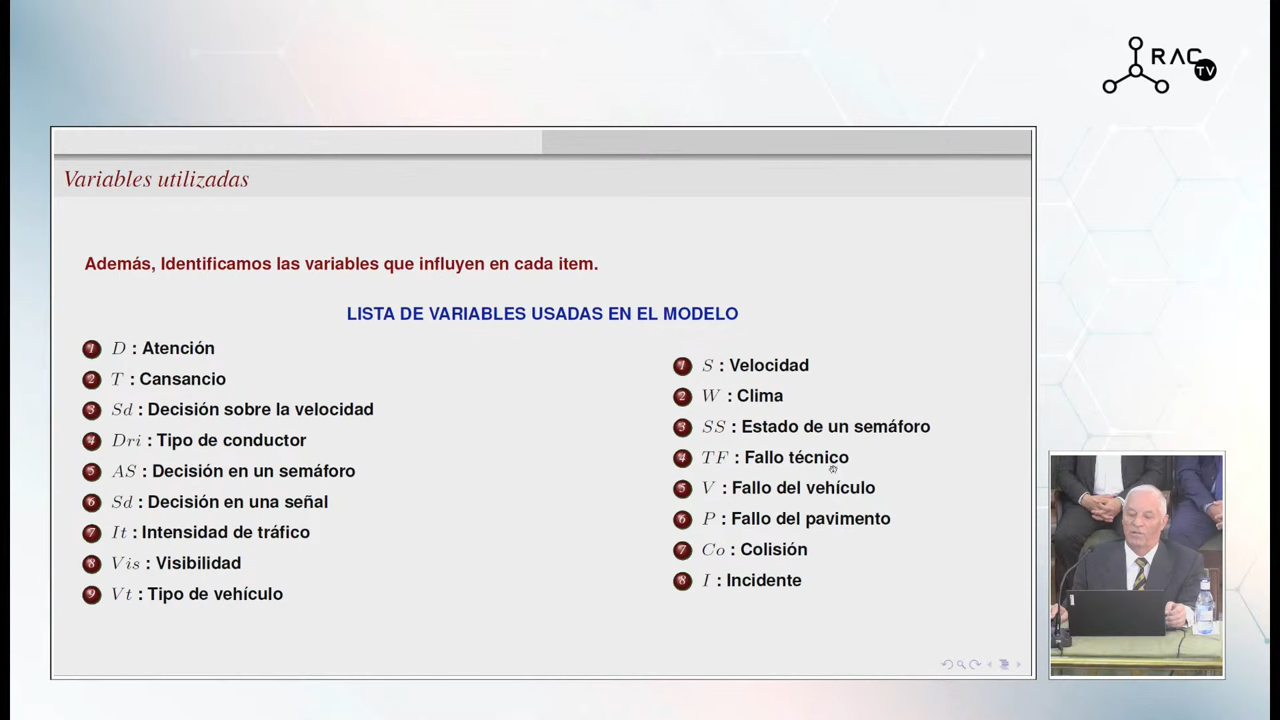 RAC
TV
Variables utilizadas
Además, Identificamos las variables que influyen en cada item.
LISTA DE VARIABLES USADAS EN EL MODELO
1 D : Atención
2 T : Cansancio
3 Sd : Decisión sobre la velocidad
4 Dri : Tipo de conductor
5 AS : Decisión en un semáforo
6 Sd : Decisión en una señal
7 It : Intensidad de tráfico
8 Vis : Visibilidad
9 Vt : Tipo de vehículo
1 S : Velocidad
2 W : Clima
3 SS : Estado de un semáforo
4 TF : Fallo técnico
5 V : Fallo del vehículo
6 P : Fallo del pavimento
7 Co : Colisión
8 I : Incidente